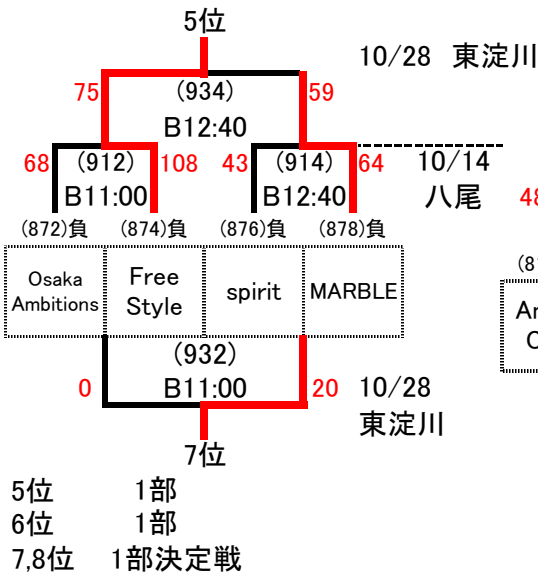 5位
10/28 東淀川
75 (934) 59
B12:40
68 (912) 108 43 (914) 64 10/14
B11:00 B12:40 八尾 48
(872)負 (874)負 (876)負 (878)負
Osaka Ambitions
Free Style
spirit
MARBLE
(932)
0 B11:00 20 10/28
東淀川
7位
5位 1部
6位 1部
7,8位 1部決定戦